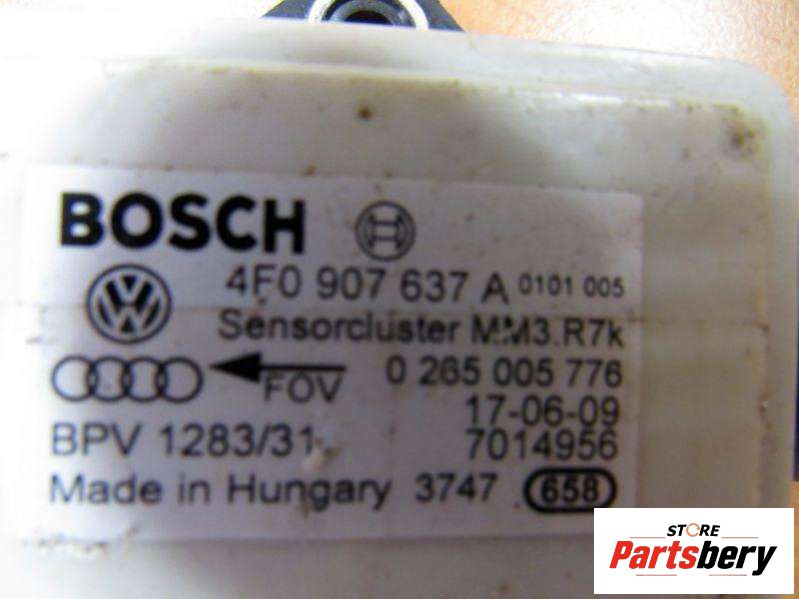 BOSCH
4F0 907 637 A 0101 005
Sensorcluster MM3.R7k
FOV 0 265 005 776
17-06-09
BPV 1283/31 7014956
Made in Hungary 3747 658
STORE
Partsbery